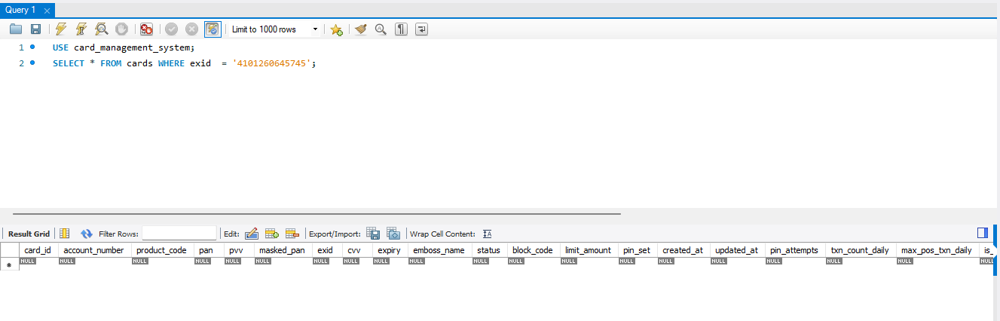 Query 1
Limit to 1000 rows
1 USE card_management_system;
2 SELECT * FROM cards WHERE exid  = '4101260645745';
Result Grid Filter Rows: Edit: Export/Import: Wrap Cell Content:
card_id account_number product_code pan pvv masked_pan exid cvv expiry emboss_name status block_code limit_amount pin_set created_at updated_at pin_attempts txn_count_daily max_pos_txn_daily is_
NULL NULL NULL NULL NULL NULL NULL NULL NULL NULL NULL NULL NULL NULL NULL NULL NULL NULL NULL NULL